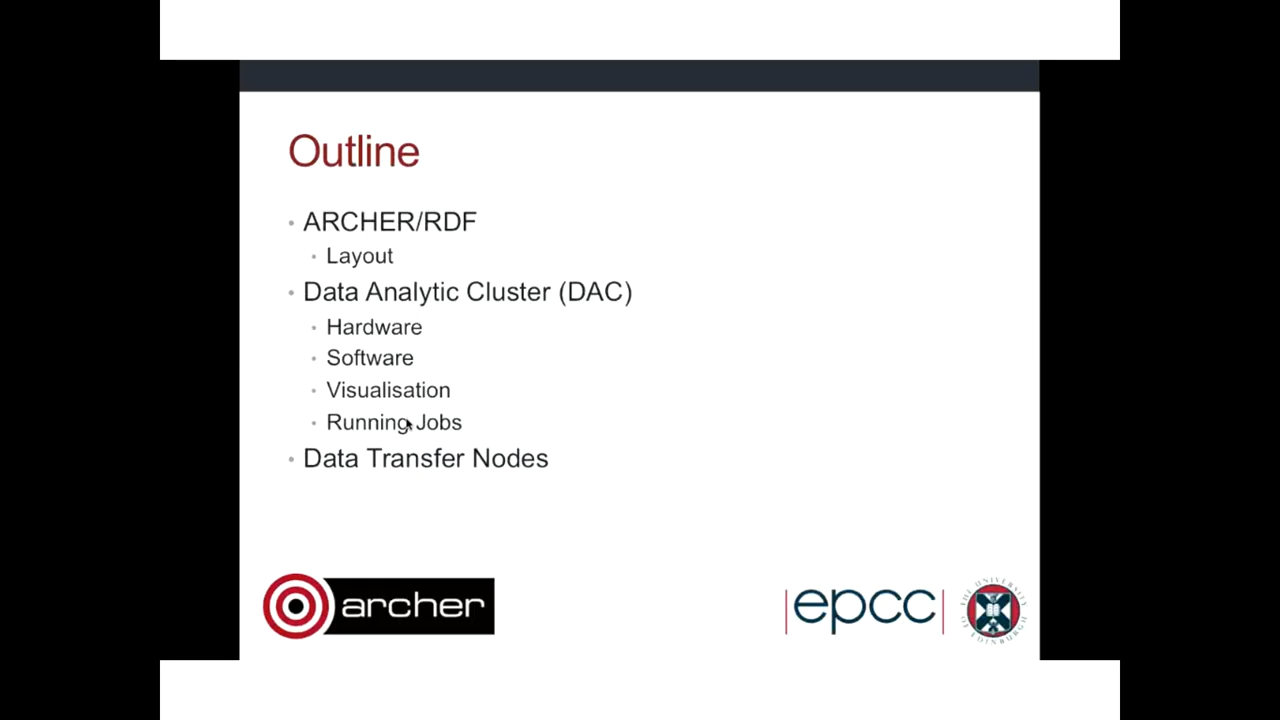 Outline
• ARCHER/RDF
• Layout
• Data Analytic Cluster (DAC)
• Hardware
• Software
• Visualisation
• Running Jobs
• Data Transfer Nodes
archer
|epcc|
THE UNIVERSITY OF EDINBURGH